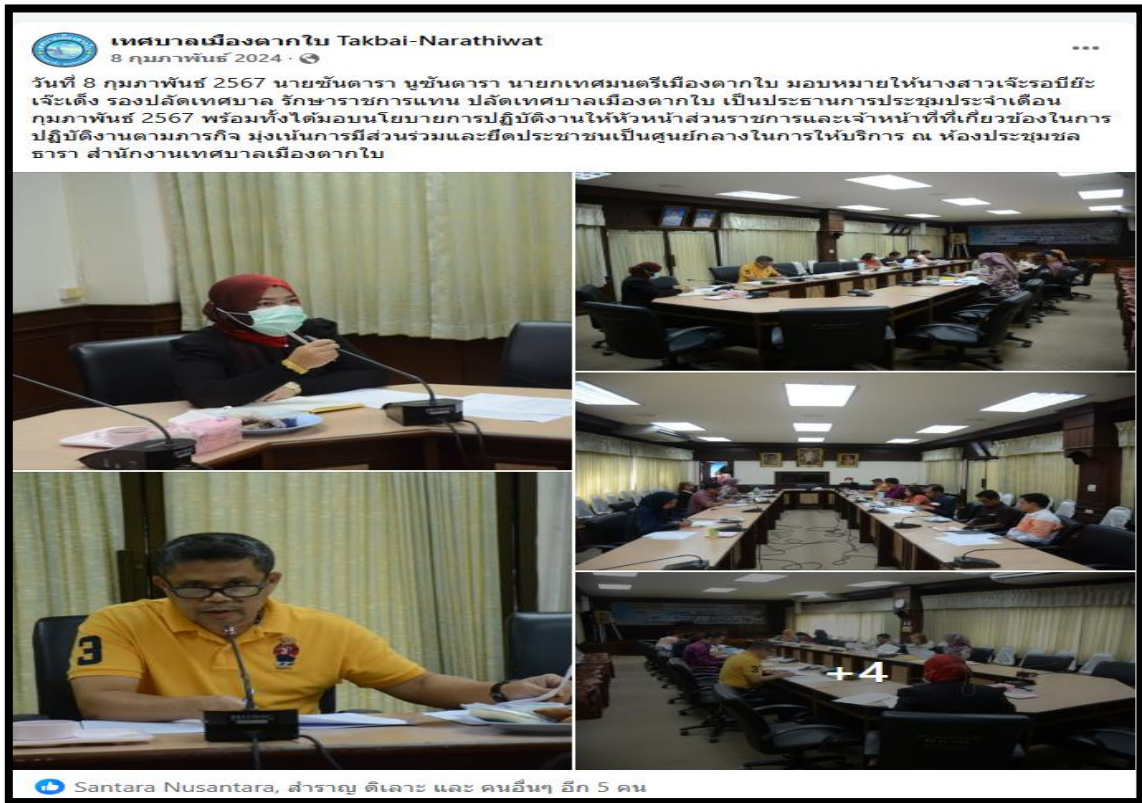 เทศบาลเมืองตากใบ Takbai-Narathiwat
8 กุมภาพันธ์ 2024 ·
วันที่ 8 กุมภาพันธ์ 2567 นายซันตารา นูซันตารา นายกเทศมนตรีเมืองตากใบ มอบหมายให้นางสาวเจ๊ะรอบีย๊ะ
เจ๊ะเต็ง รองปลัดเทศบาล รักษาราชการแทน ปลัดเทศบาลเมืองตากใบ เป็นประธานการประชุมประจำเดือน
กุมภาพันธ์ 2567 พร้อมทั้งได้มอบนโยบายการปฏิบัติงานให้หัวหน้าส่วนราชการและเจ้าหน้าที่ที่เกี่ยวข้องในการ
ปฏิบัติงานตามภารกิจ มุ่งเน้นการมีส่วนร่วมและยึดประชาชนเป็นศูนย์กลางในการให้บริการ ณ ห้องประชุมชล
ธารา สำนักงานเทศบาลเมืองตากใบ
3
+4
Santara Nusantara, สำราญ ดิเลาะ และ คนอื่นๆ อีก 5 คน